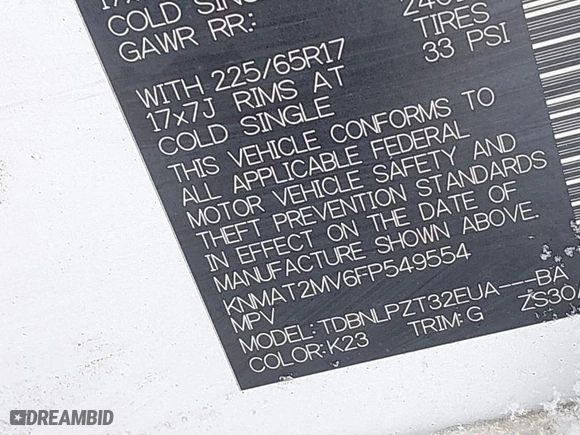 COLD SINGLE
GAWR RR: TIRES
WITH 225/65R17 33 PSI
17x7J RIMS AT
COLD SINGLE
THIS VEHICLE CONFORMS TO
ALL APPLICABLE FEDERAL
MOTOR VEHICLE SAFETY AND
THEFT PREVENTION STANDARDS
IN EFFECT ON THE DATE OF
MANUFACTURE SHOWN ABOVE.
KNMAT2MV6FP549554
MPV
MODEL:TDBNLPZT32EUA---BA
COLOR:K23 TRIM:G ZS30
DREAMBID